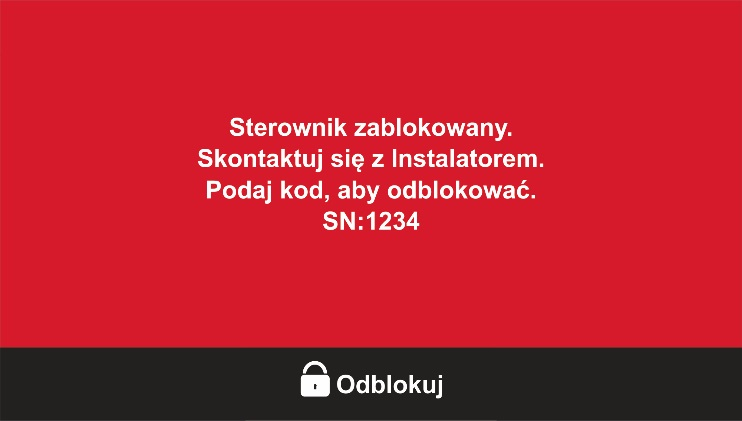 Sterownik zablokowany.
Skontaktuj się z Instalatorem.
Podaj kod, aby odblokować.
SN:1234
Odblokuj